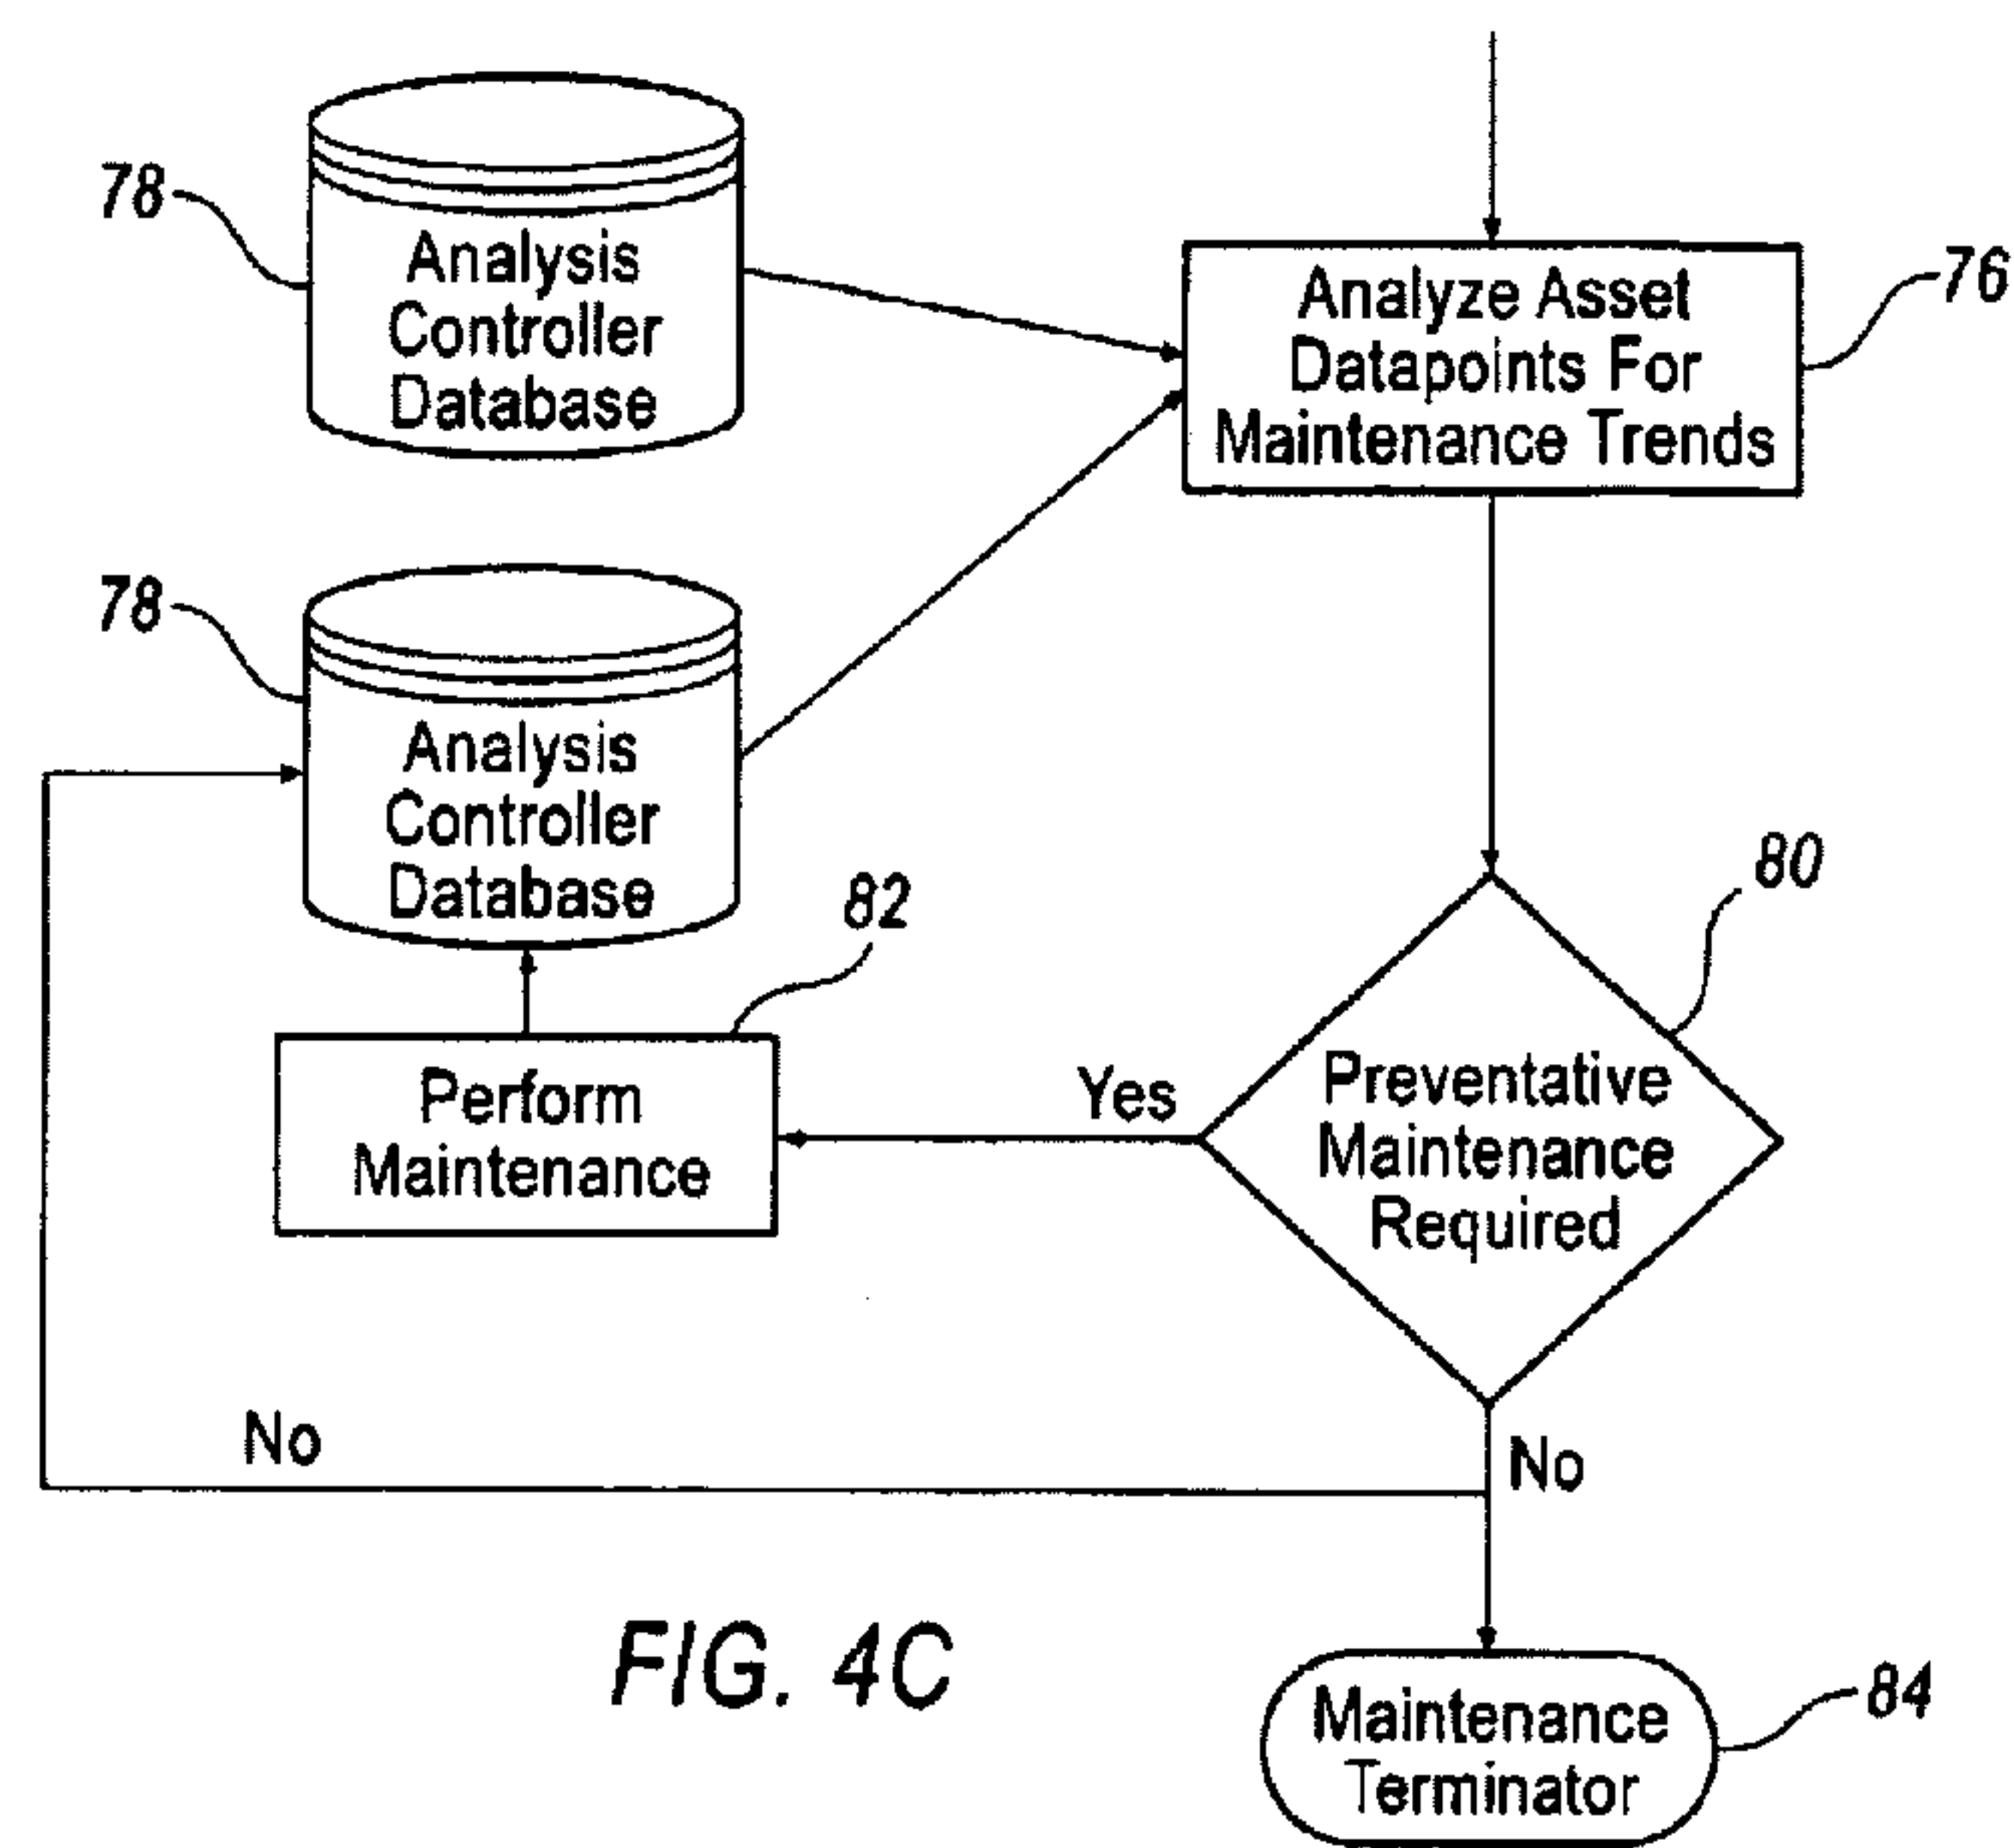 78
Analysis
Controller
Database
Analyze Asset
Datapoints For
Maintenance Trends
76
78
Analysis
Controller
Database
82
Perform
Maintenance
Yes
80
Preventative
Maintenance
Required
No
No
FIG. 4C
Maintenance
Terminator
84